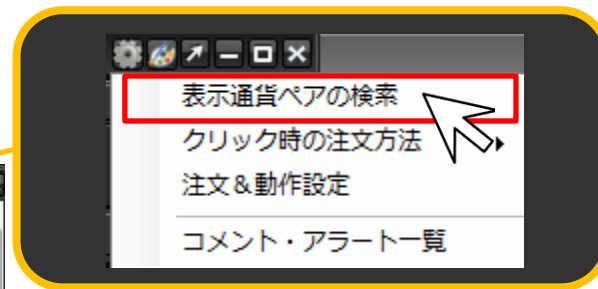 表示通貨ペアの検索
クリック時の注文方法
注文＆動作設定
コメント・アラート一覧